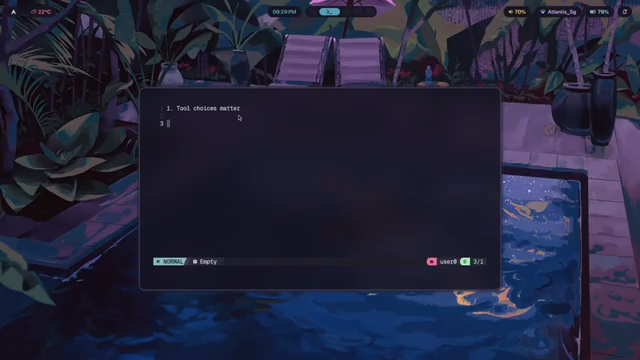 22°C
09:29 PM
>_
70%
Atlantis_5g
79%
1. Tool choices matter
3
NORMAL
Empty
user0
3/1